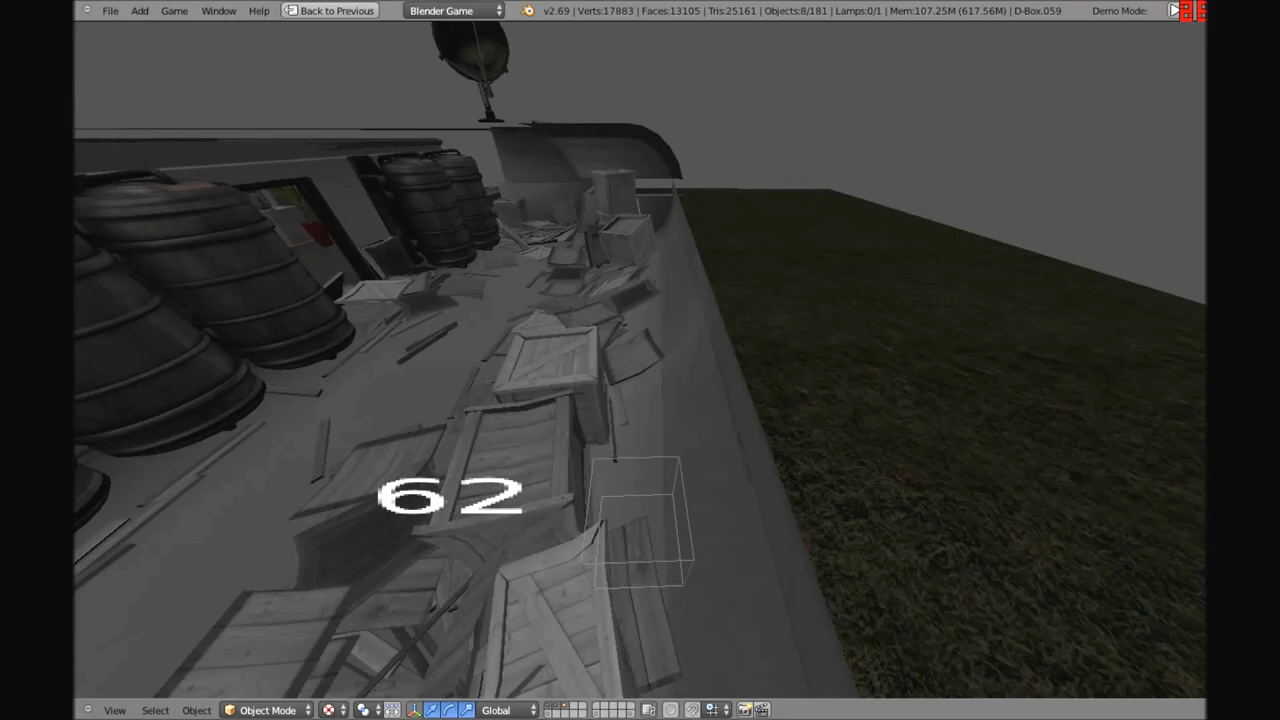 File Add Game Window Help Back to Previous Blender Game v2.69 | Verts:17883 | Faces:13105 | Tris:25161 | Objects:8/181 | Lamps:0/1 | Mem:107.25M (617.56M) | D-Box.059 Demo Mode:
62
View Select Object Object Mode Global